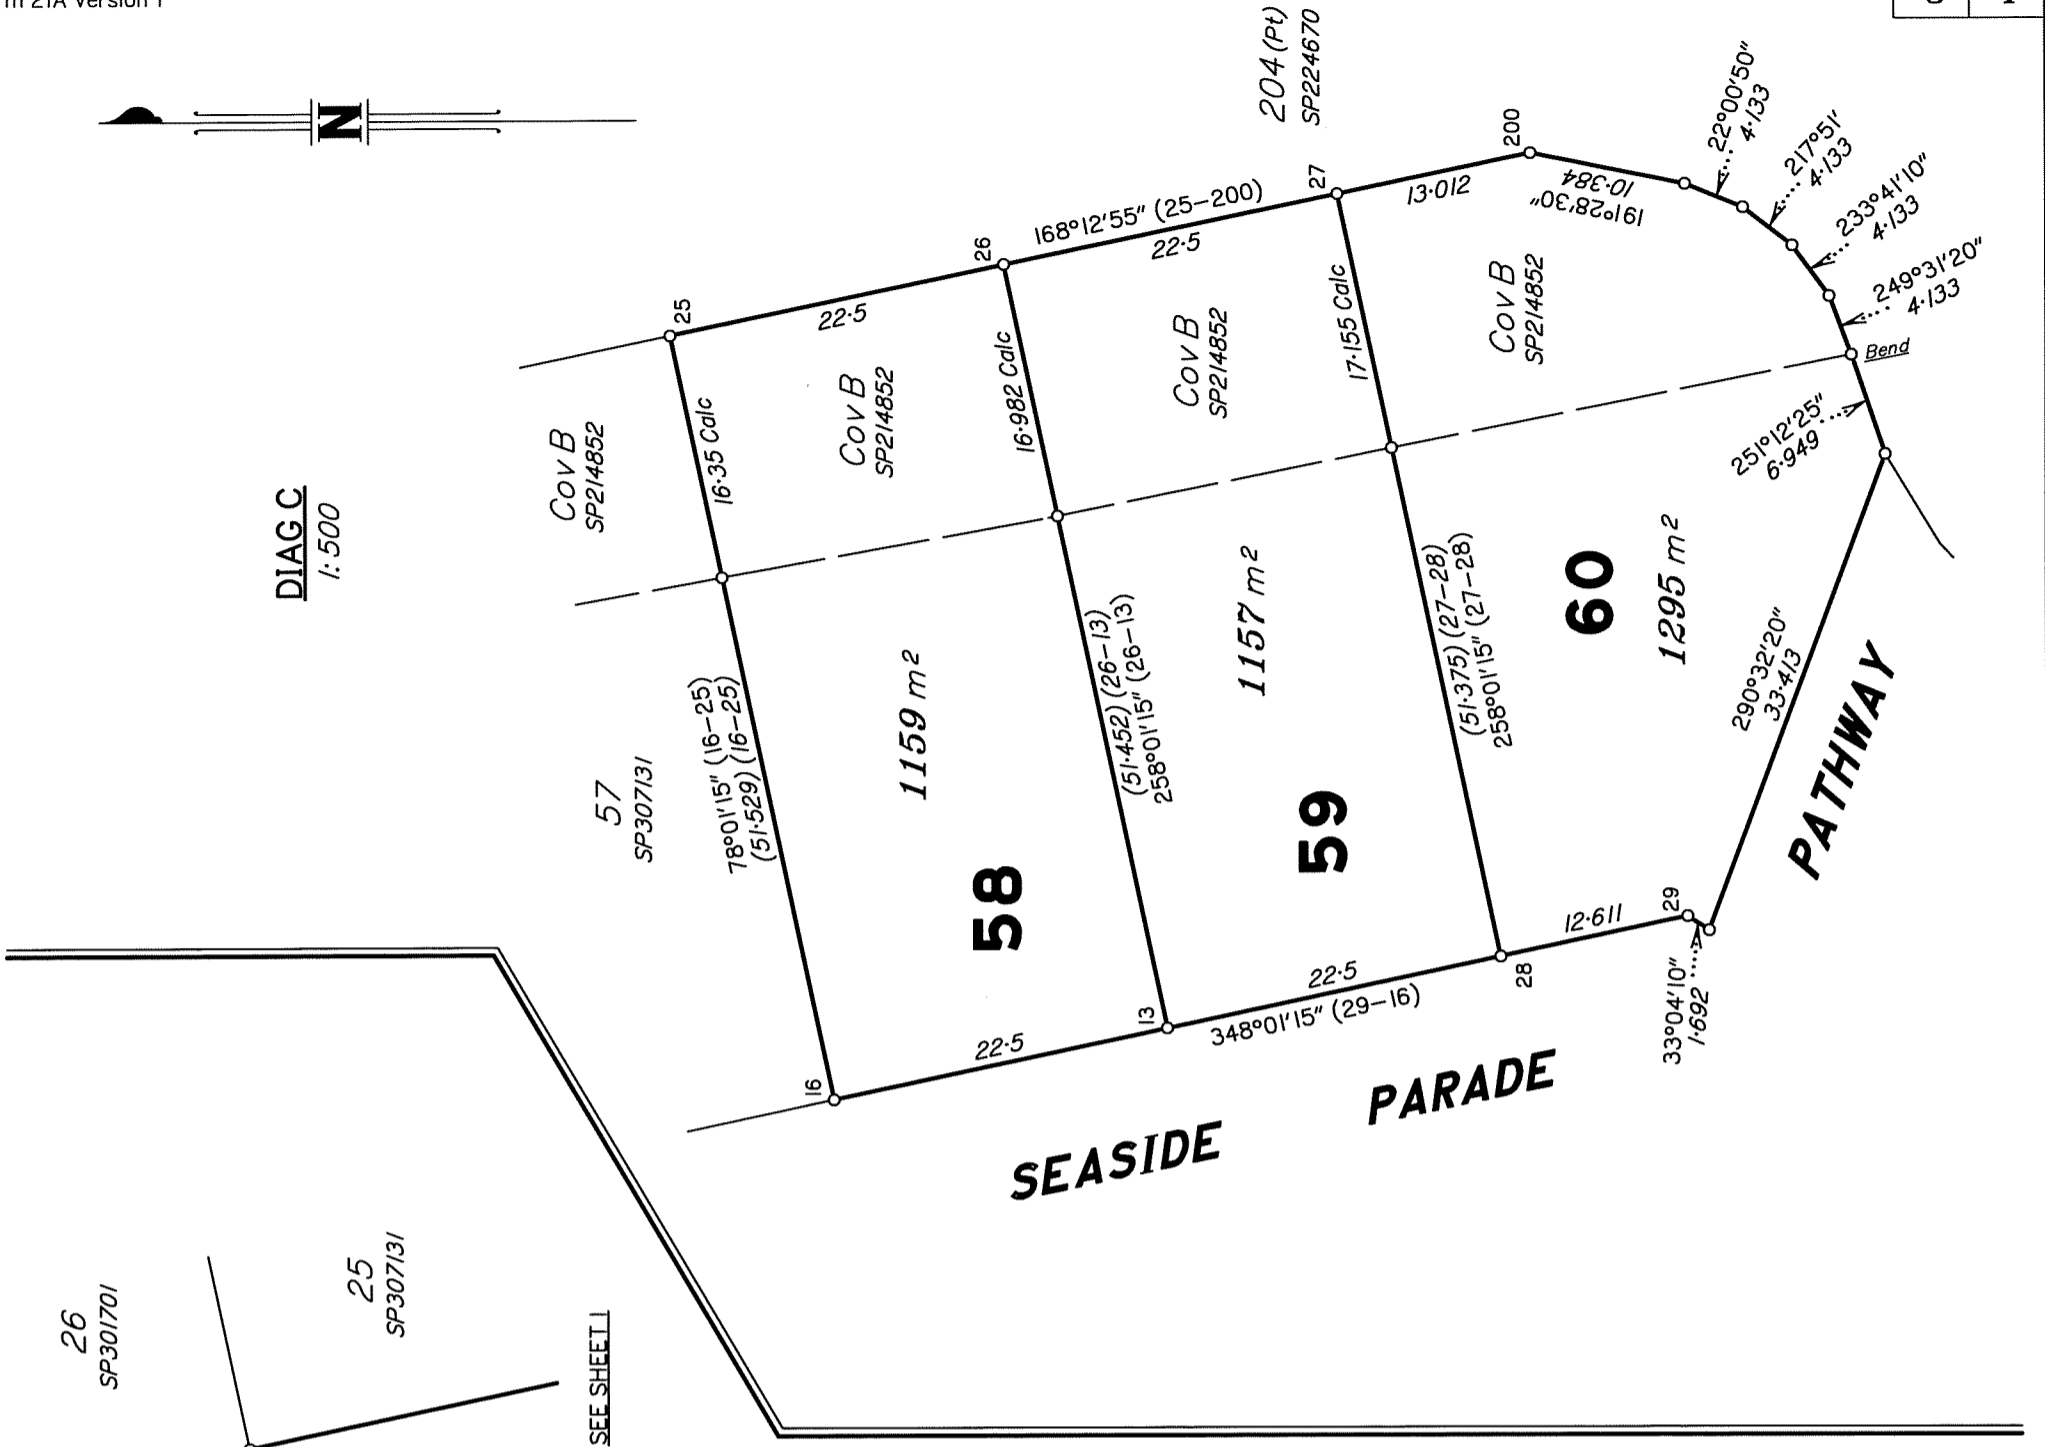 m 21A Version 1
N
DIAG C
1:500
204 (Pt)
SP224670
Cov B
SP214852
57
SP307131
25
22·5
26
168°12'55" (25-200)
22·5
27
13·012
200
10·384
191°28'30"
22°00'50"
4·133
217°51'
4·133
233°41'10"
4·133
249°31'20"
4·133
Bend
251°12'25"
6·949
16·35 Calc
Cov B
SP214852
16·982 Calc
Cov B
SP214852
17·155 Calc
Cov B
SP214852
78°01'15" (16-25)
(51·529) (16-25)
1159 m²
58
(51·452) (26-13)
258°01'15" (26-13)
1157 m²
59
(51·375) (27-28)
258°01'15" (27-28)
60
1295 m²
290°32'20"
33·413
PATHWAY
16
22·5
13
22·5
348°01'15" (29-16)
28
12·611
29
33°04'10"
1·692
SEASIDE PARADE
26
SP301701
25
SP307131
SEE SHEET 1